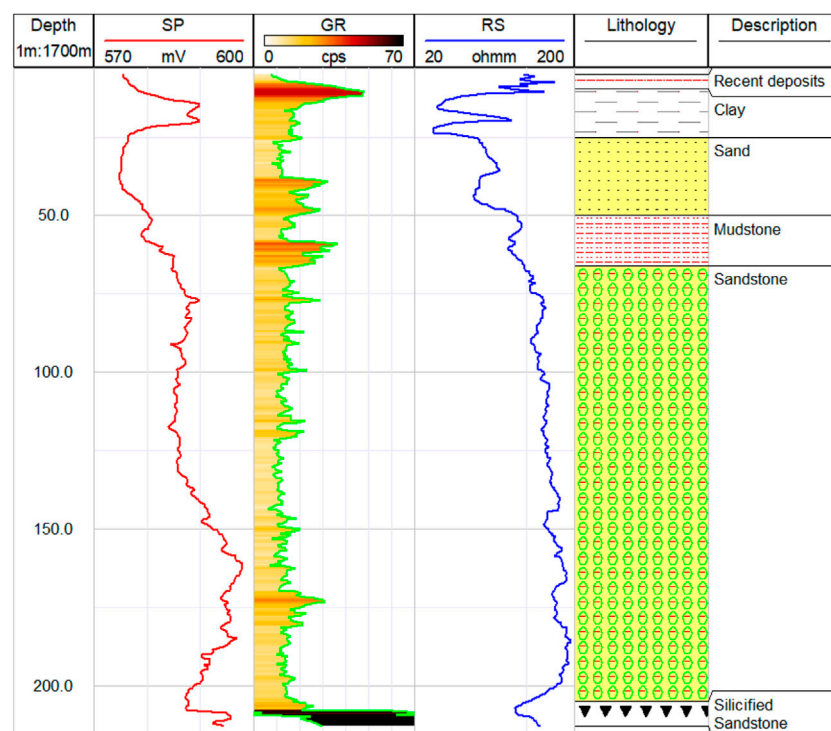 Depth SP GR RS Lithology Description
1m:1700m 570 mV 600 0 cps 70 20 ohmm 200
Recent deposits
Clay
Sand
50.0
Mudstone
Sandstone
100.0
150.0
200.0
Silicified
Sandstone